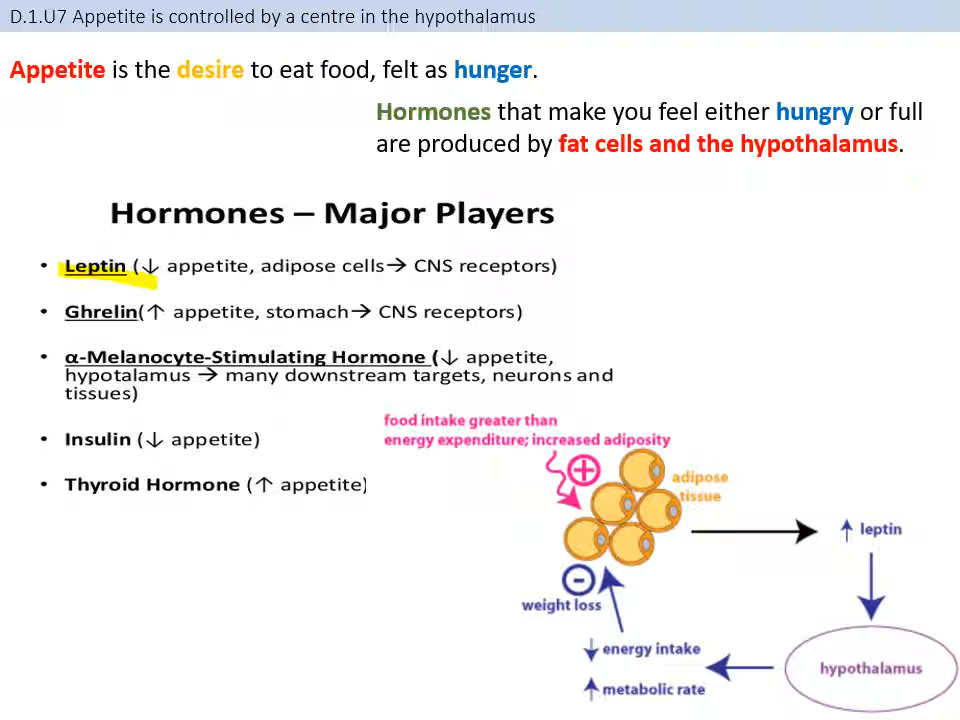 D.1.U7 Appetite is controlled by a centre in the hypothalamus
Appetite is the desire to eat food, felt as hunger.
Hormones that make you feel either hungry or full
are produced by fat cells and the hypothalamus.
Hormones – Major Players
• Leptin (↓ appetite, adipose cells→ CNS receptors)
• Ghrelin(↑ appetite, stomach→ CNS receptors)
• α-Melanocyte-Stimulating Hormone (↓ appetite,
hypotalamus → many downstream targets, neurons and
tissues)
• Insulin (↓ appetite)
• Thyroid Hormone (↑ appetite)
food intake greater than
energy expenditure; increased adiposity
+
adipose
tissue
↑ leptin
−
weight loss
↓ energy intake
↑ metabolic rate
hypothalamus